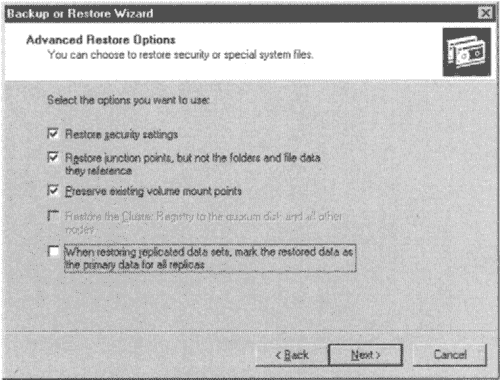 Backup or Restore Wizard
Advanced Restore Options
You can choose to restore security or special system files.
Select the options you want to use:
Restore security settings
Restore junction points, but not the folders and file data
they reference
Preserve existing volume mount points
Restore the Cluster Registry to the quorum disk and all other
nodes
When restoring replicated data sets, mark the restored data as
the primary data for all replicas
< Back
Next >
Cancel